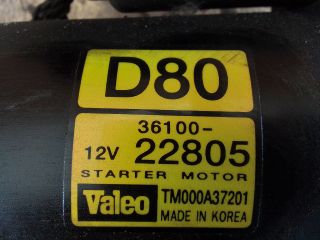 D80
36100-
12V 22805
STARTER MOTOR
Valeo TM000A37201
MADE IN KOREA